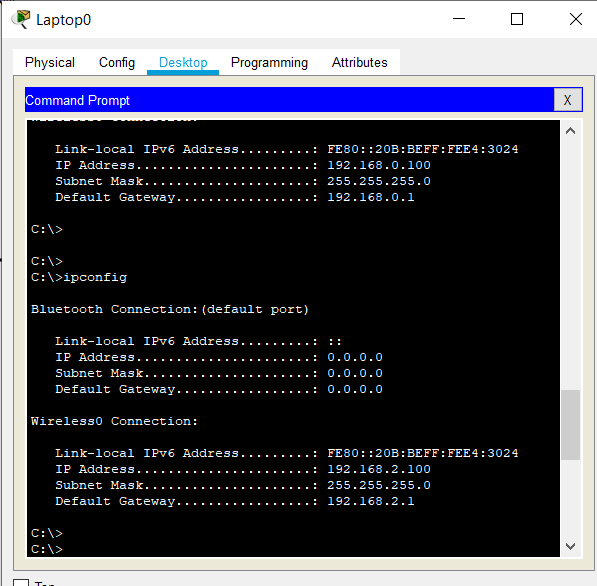 Laptop0
Physical Config Desktop Programming Attributes
Command Prompt
X
Wireless0 Connection:
Link-local IPv6 Address.........: FE80::20B:BEFF:FEE4:3024
IP Address......................: 192.168.0.100
Subnet Mask.....................: 255.255.255.0
Default Gateway.................: 192.168.0.1
C:\>
C:\>
C:\>ipconfig
Bluetooth Connection:(default port)
Link-local IPv6 Address.........: ::
IP Address......................: 0.0.0.0
Subnet Mask.....................: 0.0.0.0
Default Gateway.................: 0.0.0.0
Wireless0 Connection:
Link-local IPv6 Address.........: FE80::20B:BEFF:FEE4:3024
IP Address......................: 192.168.2.100
Subnet Mask.....................: 255.255.255.0
Default Gateway.................: 192.168.2.1
C:\>
C:\>
Top